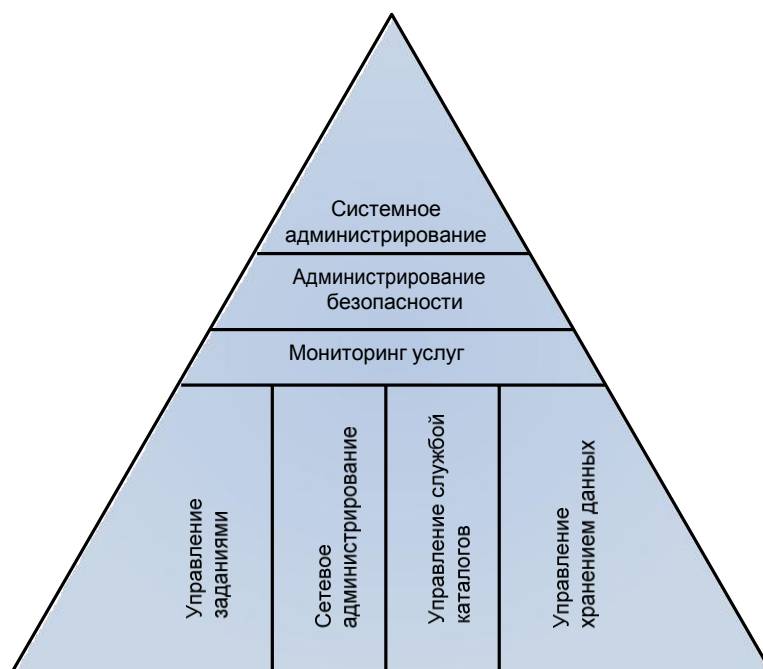 Системное
администрирование
Администрирование
безопасности
Мониторинг услуг
Управление
заданиями
Сетевое
администрирование
Управление службой
каталогов
Управление
хранением данных